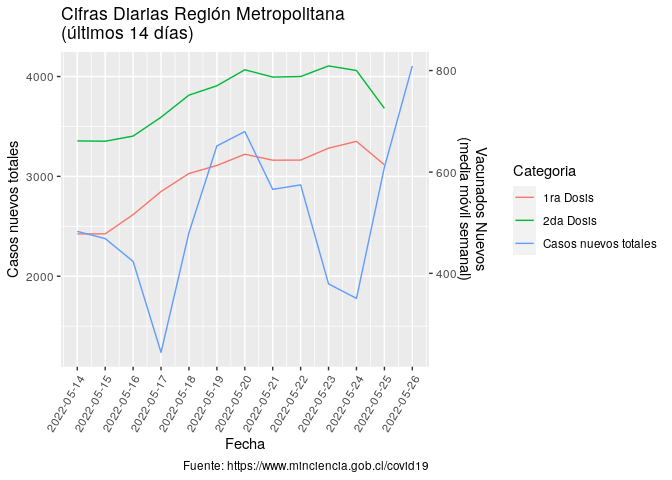 Cifras Diarias Región Metropolitana
(últimos 14 días)
4000
3000
2000
Casos nuevos totales
800
600
400
Vacunados Nuevos
(media móvil semanal)
2022-05-14
2022-05-15
2022-05-16
2022-05-17
2022-05-18
2022-05-19
2022-05-20
2022-05-21
2022-05-22
2022-05-23
2022-05-24
2022-05-25
2022-05-26
Fecha
Categoria
1ra Dosis
2da Dosis
Casos nuevos totales
Fuente: https://www.minciencia.gob.cl/covid19